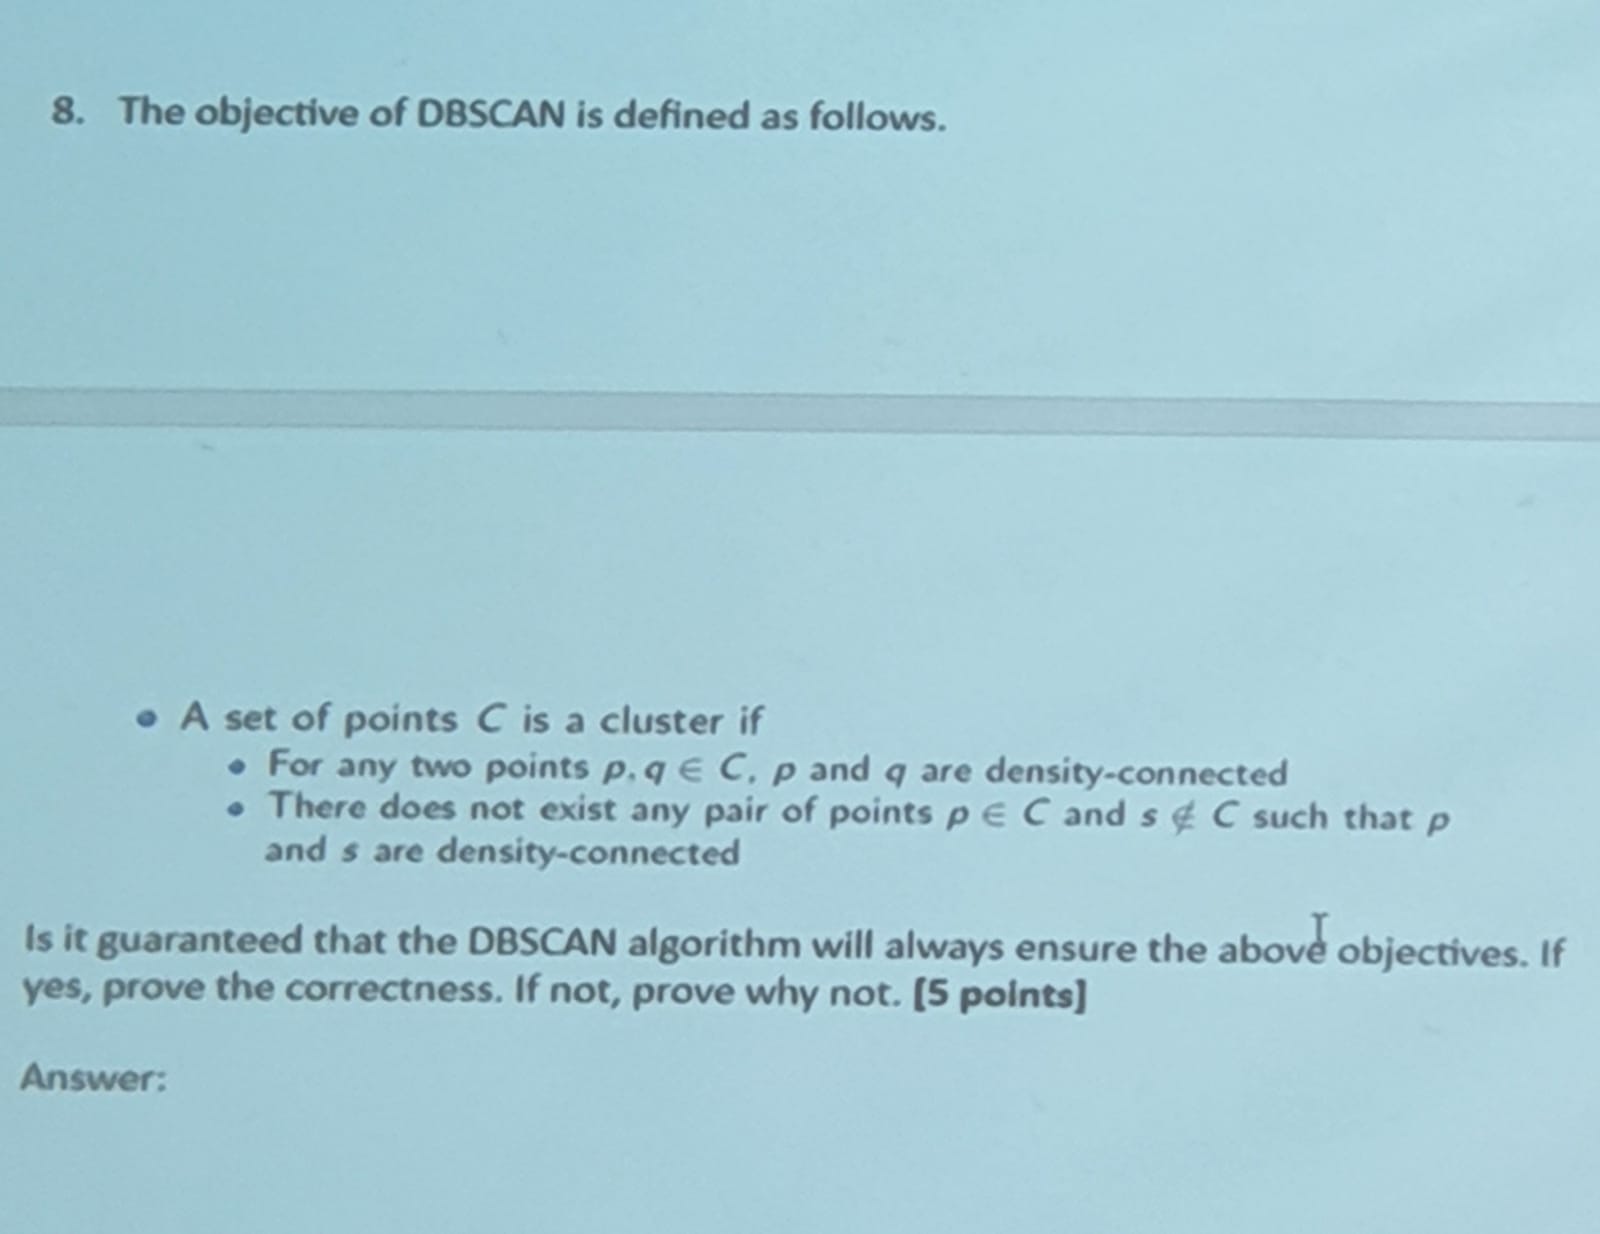 8. The objective of DBSCAN is defined as follows.
• A set of points C is a cluster if
• For any two points p, q ∈ C, p and q are density-connected
• There does not exist any pair of points p ∈ C and s ∉ C such that p
and s are density-connected
Is it guaranteed that the DBSCAN algorithm will always ensure the above objectives. If
yes, prove the correctness. If not, prove why not. [5 points]
Answer: